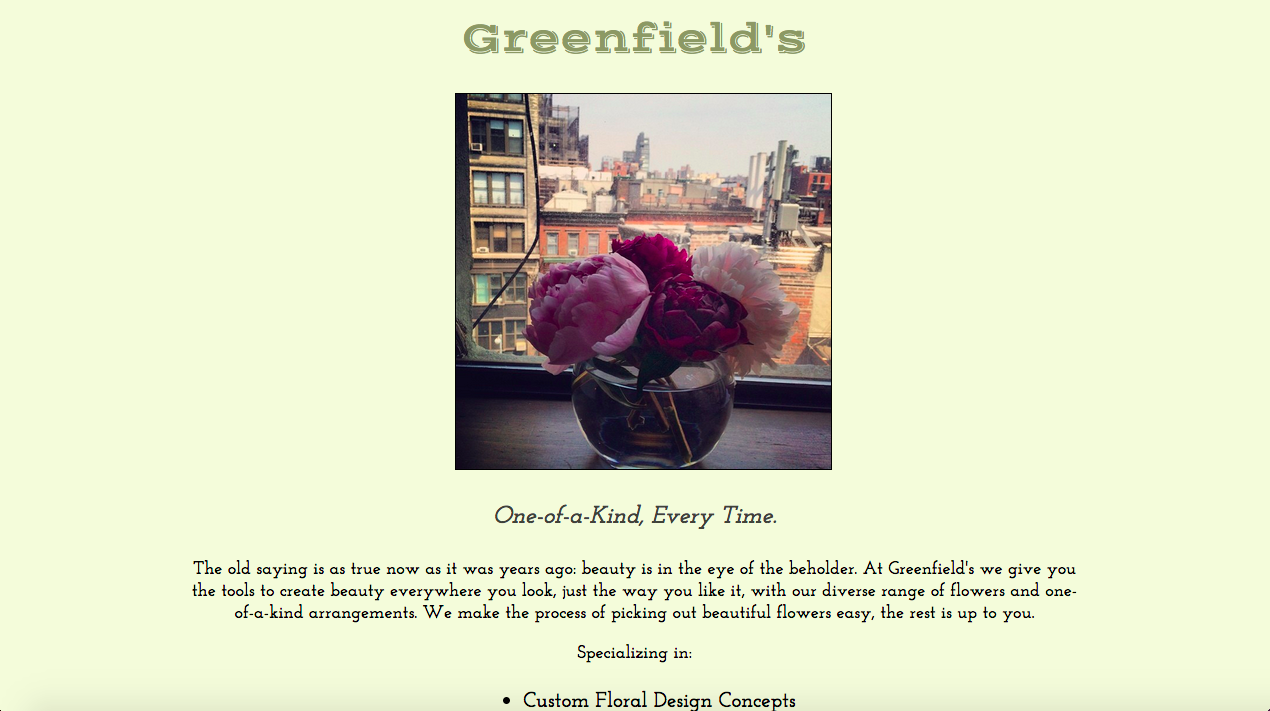 Greenfield's
One-of-a-Kind, Every Time.
The old saying is as true now as it was years ago: beauty is in the eye of the beholder. At Greenfield's we give you
the tools to create beauty everywhere you look, just the way you like it, with our diverse range of flowers and one-
of-a-kind arrangements. We make the process of picking out beautiful flowers easy, the rest is up to you.
Specializing in:
• Custom Floral Design Concepts